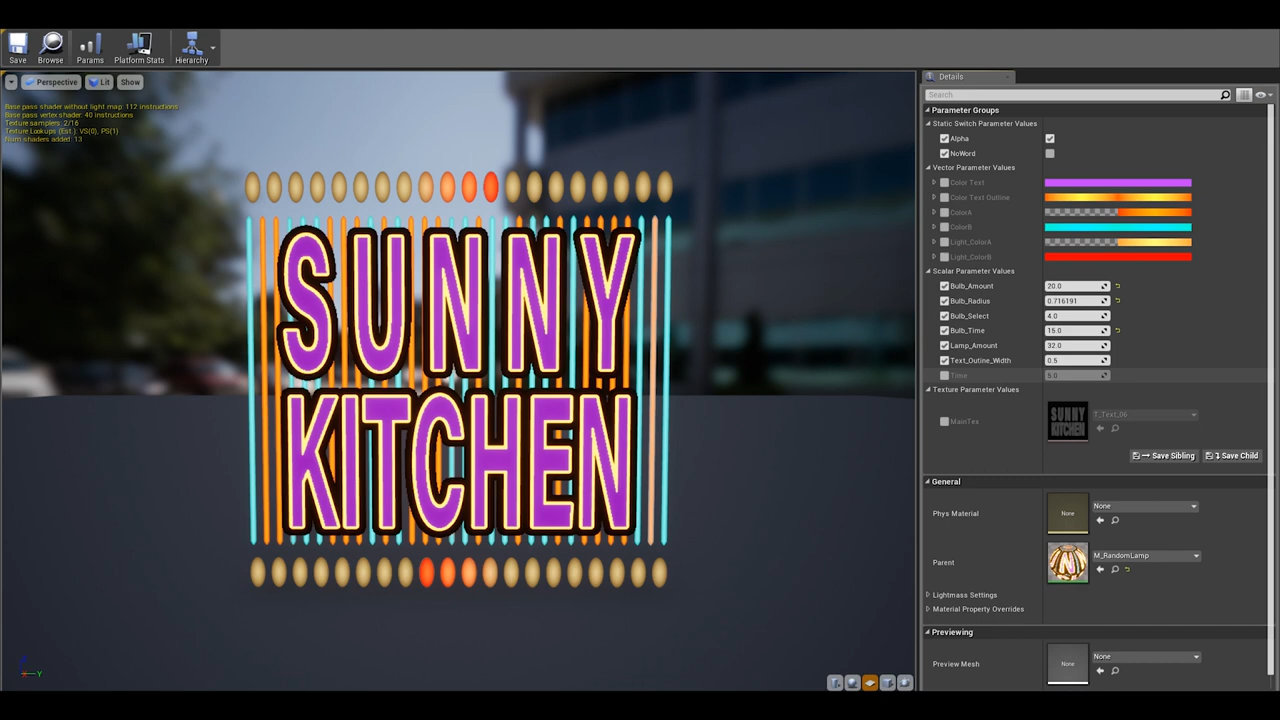 Save Browse Params Platform Stats Hierarchy
Perspective Lit Show
Base pass shader without light map: 112 instructions
Base pass vertex shader: 40 instructions
Texture samplers: 2/16
Texture Lookups (Est.): VS(0), PS(1)
Num shaders added: 13
SUNNY
KITCHEN
Y
Details
Search
Parameter Groups
Static Switch Parameter Values
Alpha
NoWord
Vector Parameter Values
Color Text
Color Text Outline
ColorA
ColorB
Light_ColorA
Light_ColorB
Scalar Parameter Values
Bulb_Amount 20.0
Bulb_Radius 0.716191
Bulb_Select 4.0
Bulb_Time 15.0
Lamp_Amount 32.0
Text_Outine_Width 0.5
Time 5.0
Texture Parameter Values
MainTex SUNNY KITCHEN T_Text_06
Save Sibling Save Child
General
Phys Material None None
Parent M_RandomLamp
Lightmass Settings
Material Property Overrides
Previewing
Preview Mesh None None